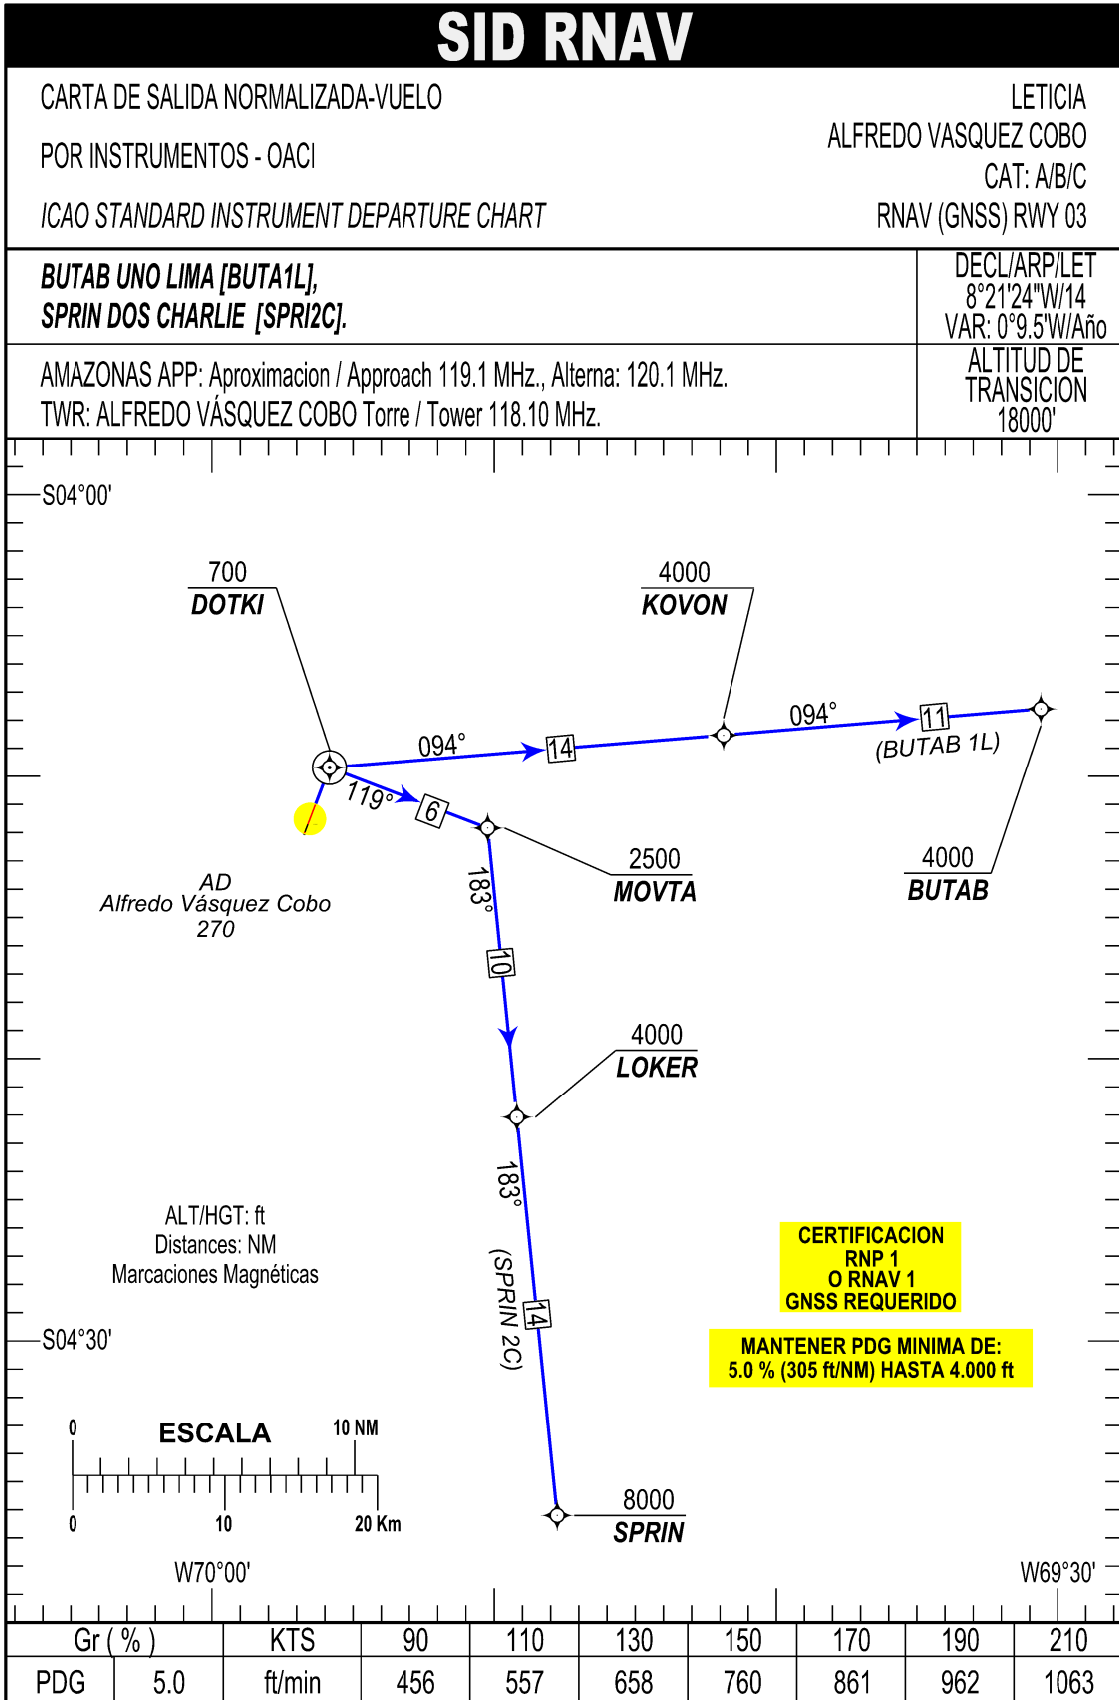 SID RNAV
CARTA DE SALIDA NORMALIZADA-VUELO
POR INSTRUMENTOS - OACI
ICAO STANDARD INSTRUMENT DEPARTURE CHART
LETICIA
ALFREDO VASQUEZ COBO
CAT: A/B/C
RNAV (GNSS) RWY 03
BUTAB UNO LIMA [BUTA1L],
SPRIN DOS CHARLIE [SPRI2C].
DECL/ARP/LET
8°21'24"W/14
VAR: 0°9.5'W/Año
AMAZONAS APP: Aproximacion / Approach 119.1 MHz., Alterna: 120.1 MHz.
TWR: ALFREDO VÁSQUEZ COBO Torre / Tower 118.10 MHz.
ALTITUD DE
TRANSICION
18000'
S04°00'
700
DOTKI
4000
KOVON
094°
14
094°
11
(BUTAB 1L)
119°
6
2500
MOVTA
4000
BUTAB
AD
Alfredo Vásquez Cobo
270
183°
10
4000
LOKER
183°
(SPRIN 2C)
14
ALT/HGT: ft
Distances: NM
Marcaciones Magnéticas
CERTIFICACION
RNP 1
O RNAV 1
GNSS REQUERIDO
S04°30'
MANTENER PDG MINIMA DE:
5.0 % (305 ft/NM) HASTA 4.000 ft
0 ESCALA 10 NM
0 10 20 Km
8000
SPRIN
W70°00' W69°30'
Gr ( % ) KTS 90 110 130 150 170 190 210
PDG 5.0 ft/min 456 557 658 760 861 962 1063